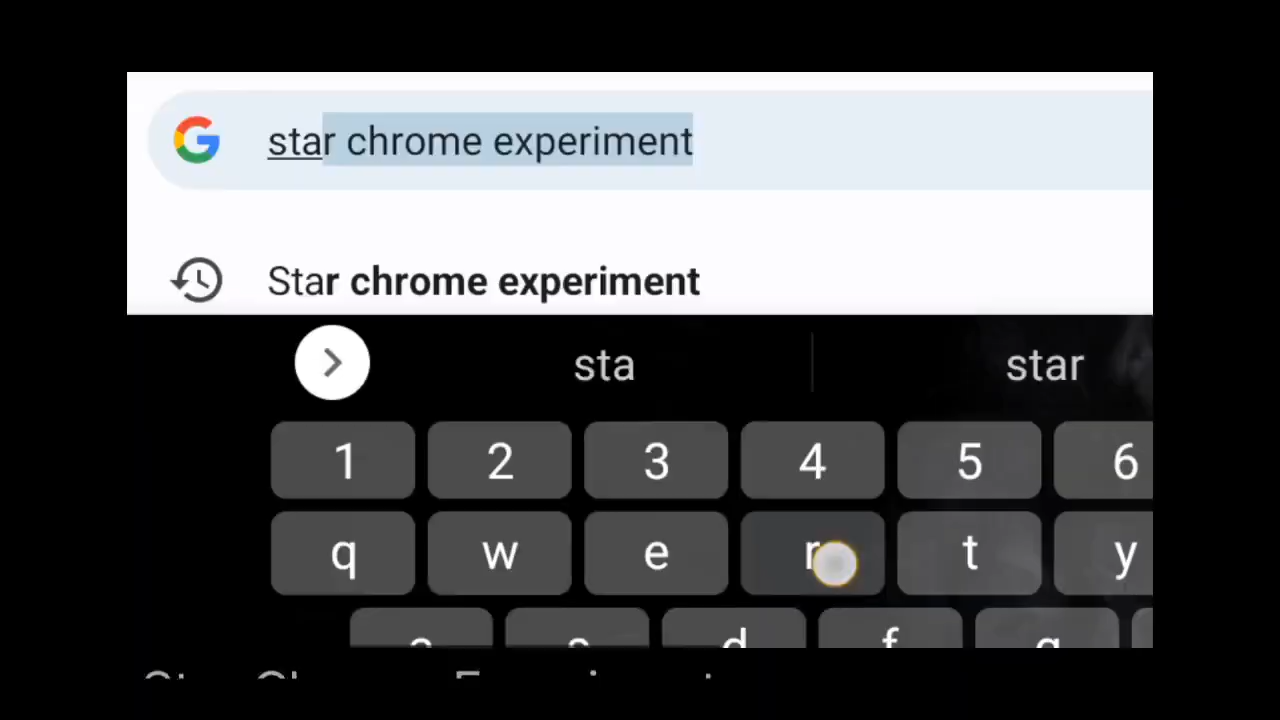 star chrome experiment
Star chrome experiment
sta star
1 2 3 4 5 6
q w e r t y